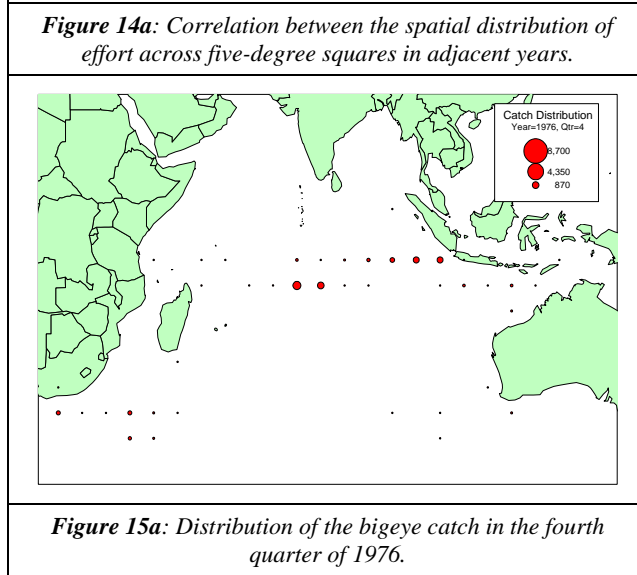 Figure 14a: Correlation between the spatial distribution of
effort across five-degree squares in adjacent years.
Catch Distribution
Year=1976, Qtr=4
8,700
4,350
870
Figure 15a: Distribution of the bigeye catch in the fourth
quarter of 1976.